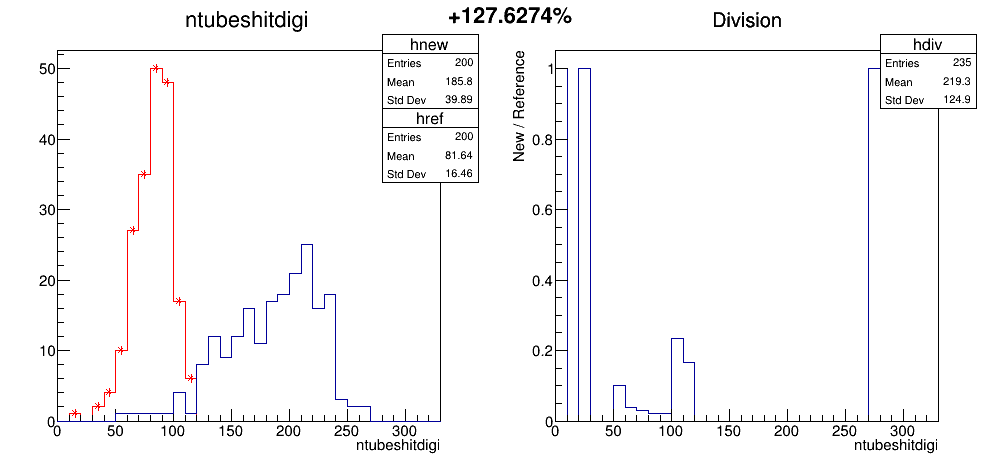 +127.6274%
ntubeshitdigi
hnew
Entries 200
Mean 185.8
Std Dev 39.89
href
Entries 200
Mean 81.64
Std Dev 16.46
50
40
30
20
10
0
0 50 100 150 200 250 300
ntubeshitdigi
Division
hdiv
Entries 235
Mean 219.3
Std Dev 124.9
New / Reference
1
0.8
0.6
0.4
0.2
0
0 50 100 150 200 250 300
ntubeshitdigi